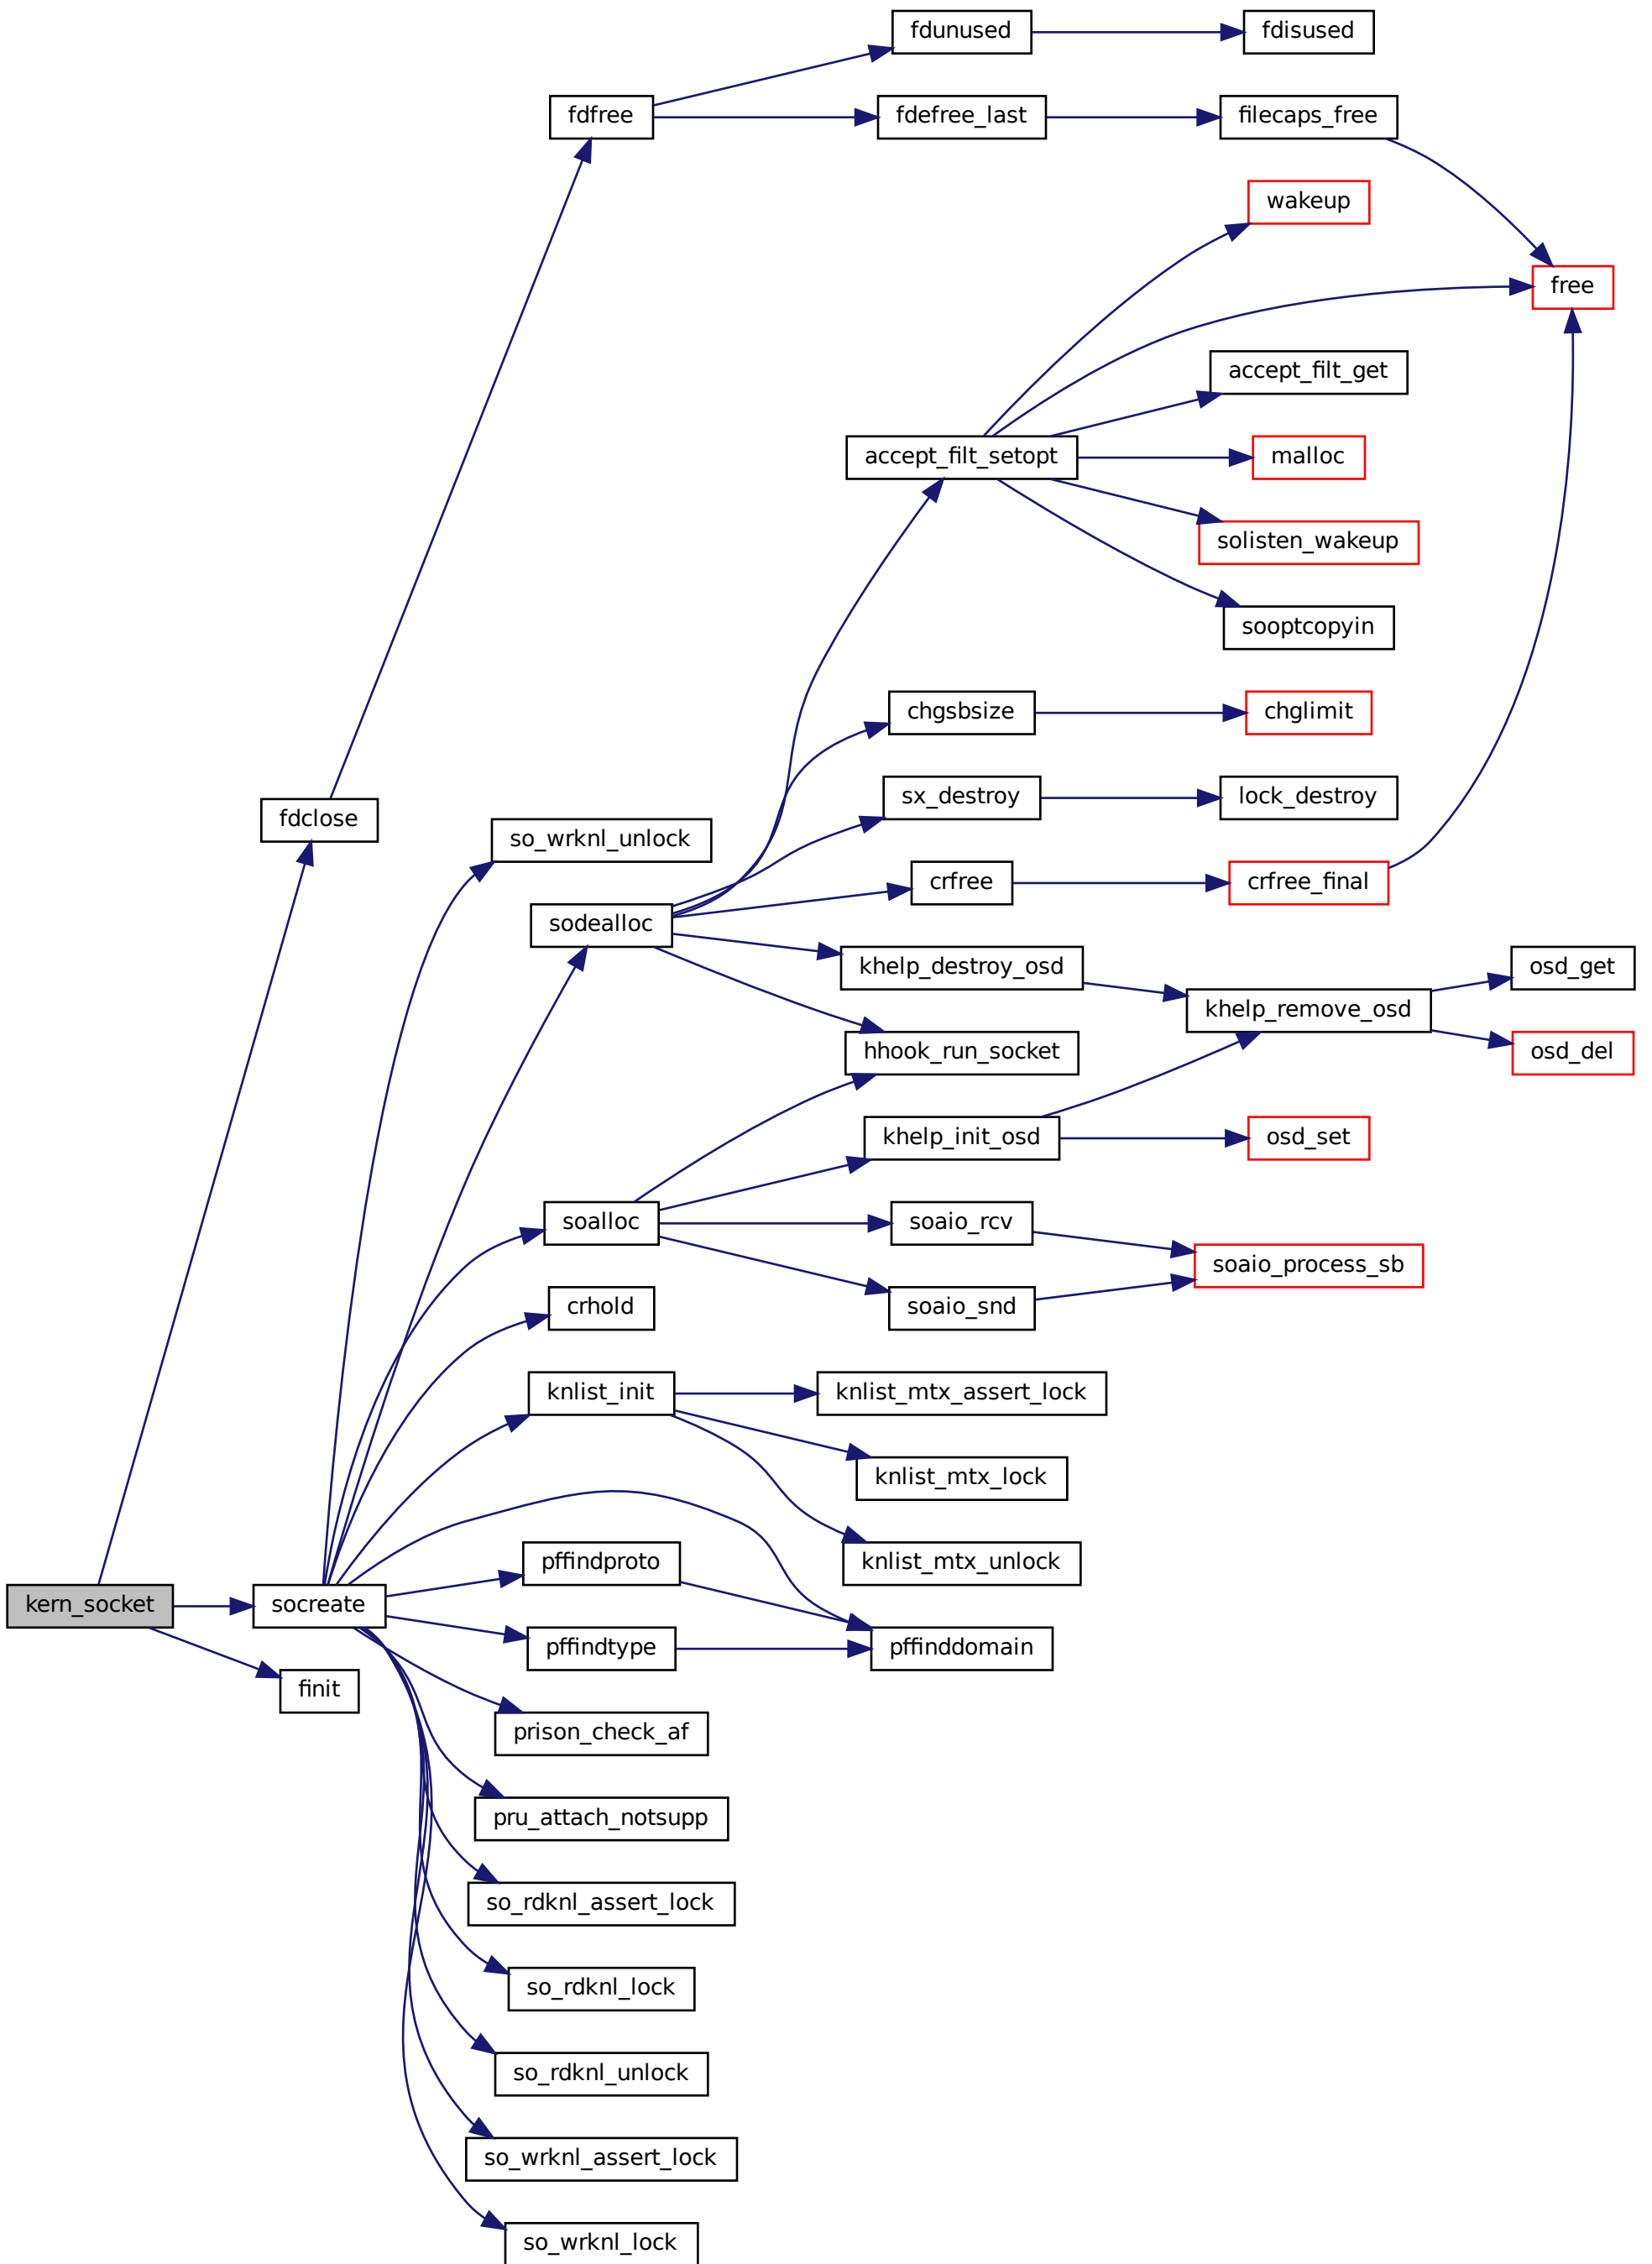 fdunused
fdisused
fdfree
fdefree_last
filecaps_free
wakeup
free
accept_filt_get
accept_filt_setopt
malloc
solisten_wakeup
sooptcopyin
chgsbsize
chglimit
sx_destroy
lock_destroy
fdclose
so_wrknl_unlock
crfree
crfree_final
sodealloc
khelp_destroy_osd
osd_get
khelp_remove_osd
hhook_run_socket
osd_del
khelp_init_osd
osd_set
soalloc
soaio_rcv
soaio_process_sb
crhold
soaio_snd
knlist_init
knlist_mtx_assert_lock
knlist_mtx_lock
pffindproto
knlist_mtx_unlock
kern_socket
socreate
pffindtype
pffinddomain
finit
prison_check_af
pru_attach_notsupp
so_rdknl_assert_lock
so_rdknl_lock
so_rdknl_unlock
so_wrknl_assert_lock
so_wrknl_lock